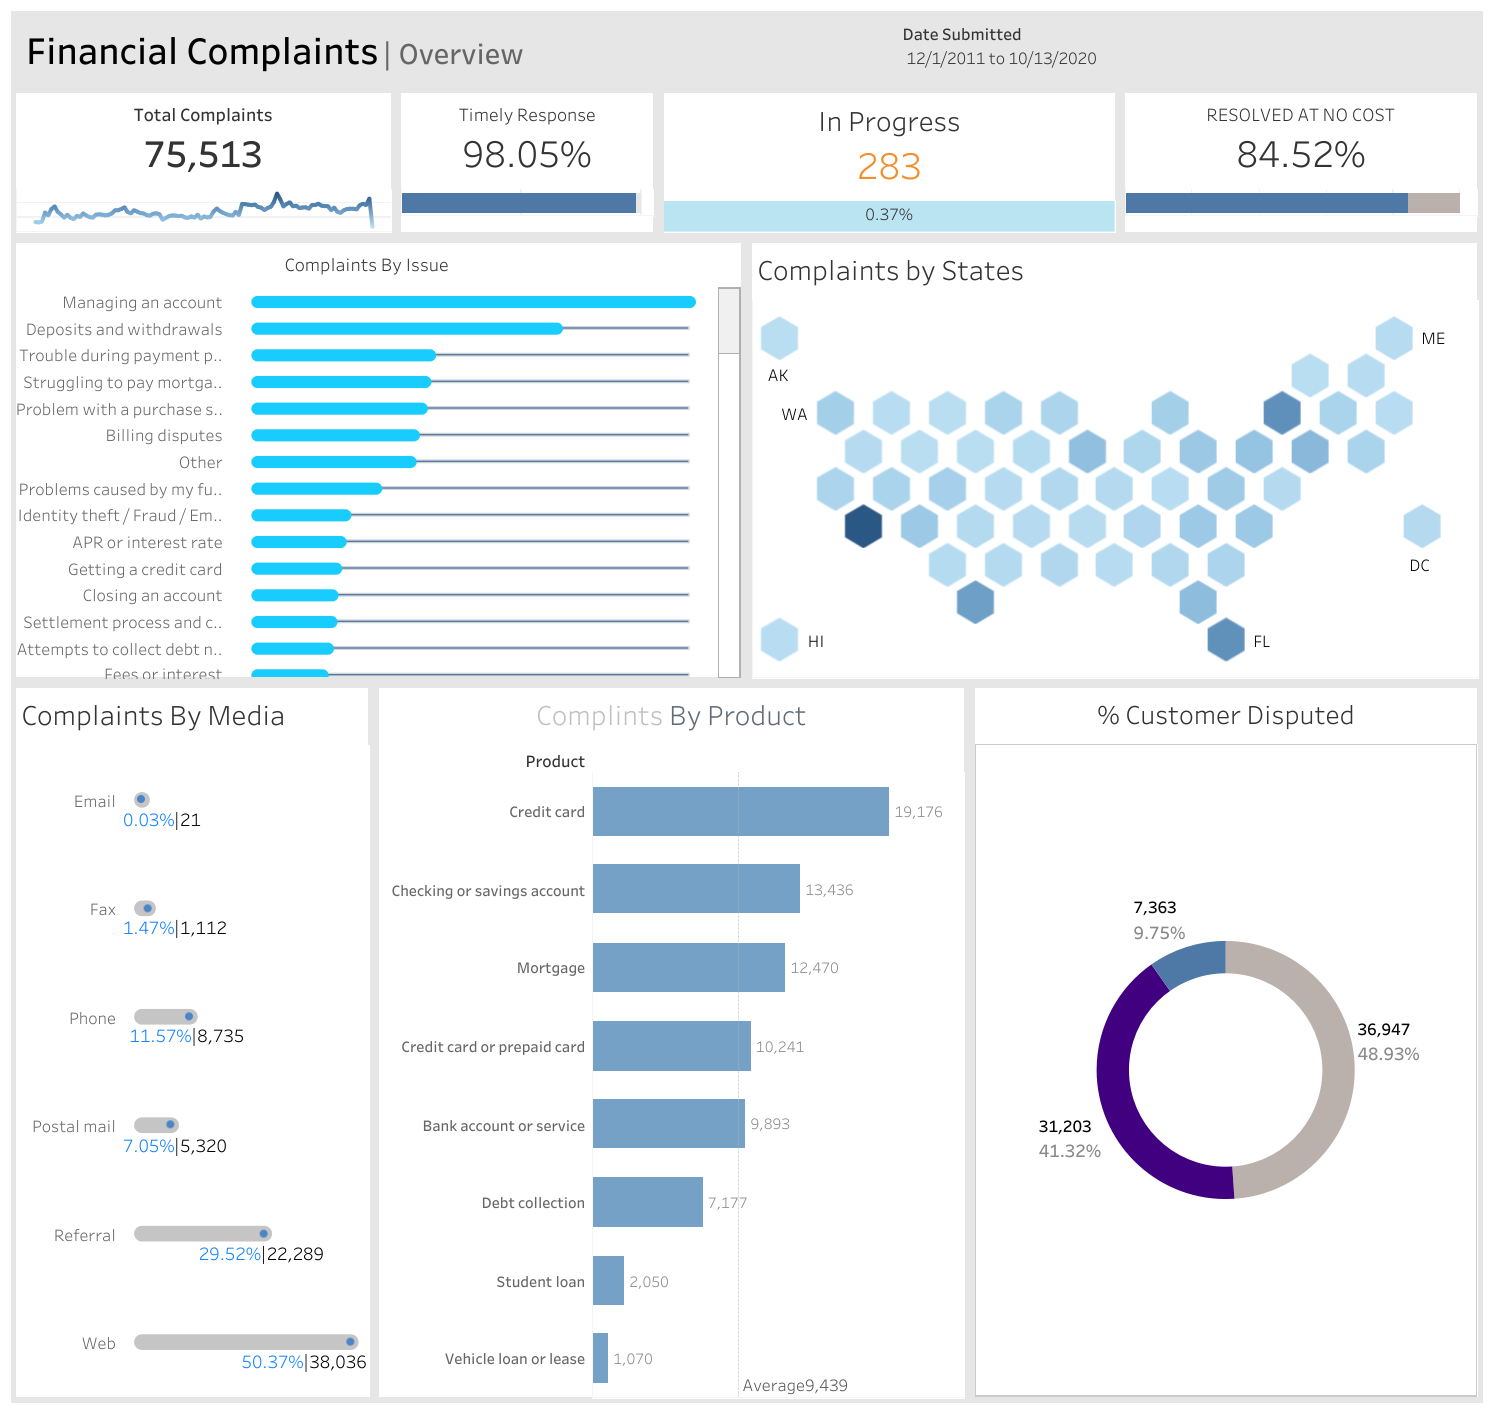 Financial Complaints | Overview
Date Submitted
12/1/2011 to 10/13/2020
Total Complaints
75,513
Timely Response
98.05%
In Progress
283
0.37%
RESOLVED AT NO COST
84.52%
Complaints By Issue
Managing an account
Deposits and withdrawals
Trouble during payment p..
Struggling to pay mortga..
Problem with a purchase s..
Billing disputes
Other
Problems caused by my fu..
Identity theft / Fraud / Em..
APR or interest rate
Getting a credit card
Closing an account
Settlement process and c..
Attempts to collect debt n..
Fees or interest
Complaints by States
ME
AK
WA
DC
HI
FL
Complaints By Media
Email
0.03%|21
Fax
1.47%|1,112
Phone
11.57%|8,735
Postal mail
7.05%|5,320
Referral
29.52%|22,289
Web
50.37%|38,036
Complints By Product
Product
Credit card
19,176
Checking or savings account
13,436
Mortgage
12,470
Credit card or prepaid card
10,241
Bank account or service
9,893
Debt collection
7,177
Student loan
2,050
Vehicle loan or lease
1,070
Average9,439
% Customer Disputed
7,363
9.75%
36,947
48.93%
31,203
41.32%